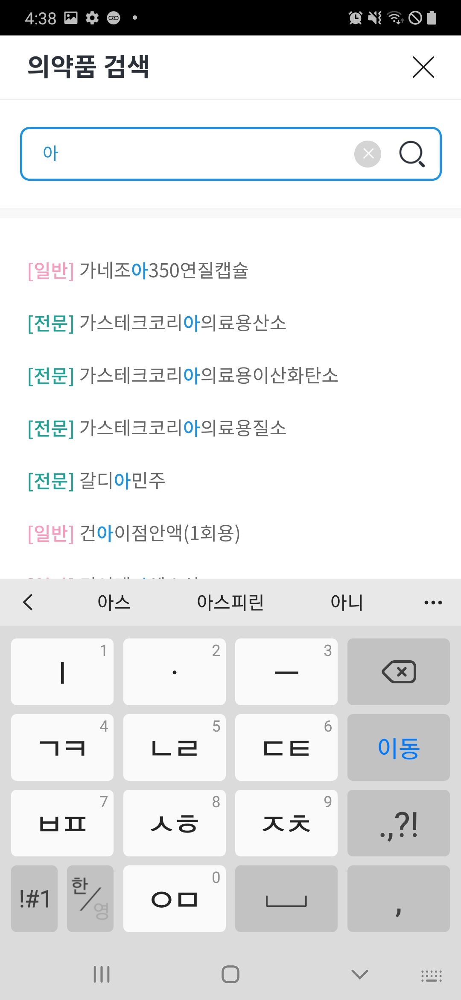 4:38
의약품 검색
아
[일반] 가네조아350연질캡슐
[전문] 가스테크코리아의료용산소
[전문] 가스테크코리아의료용이산화탄소
[전문] 가스테크코리아의료용질소
[전문] 갈디아민주
[일반] 건아이점안액(1회용)
아스 아스피린 아니 ...
ㅣ 1 · 2 ㅡ 3
ㄱㅋ 4 ㄴㄹ 5 ㄷㅌ 6 이동
ㅂㅍ 7 ㅅㅎ 8 ㅈㅊ 9 .,?!
!#1 한/영 ㅇㅁ 0 ,